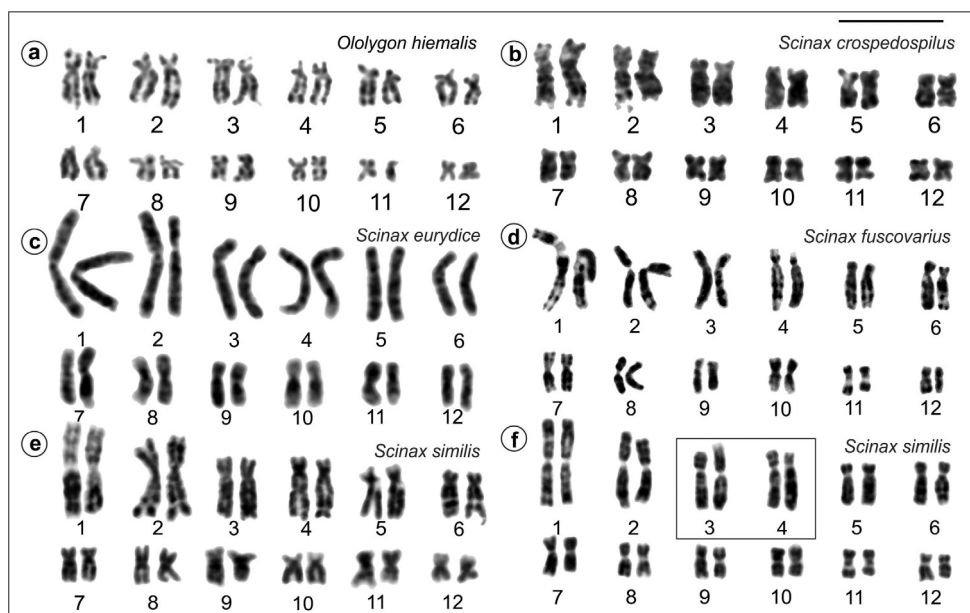 a
Ololygon hiemalis
1 2 3 4 5 6
7 8 9 10 11 12
b
Scinax crospedospilus
1 2 3 4 5 6
7 8 9 10 11 12
c
Scinax eurydice
1 2 3 4 5 6
7 8 9 10 11 12
d
Scinax fuscovarius
1 2 3 4 5 6
7 8 9 10 11 12
e
Scinax similis
1 2 3 4 5 6
7 8 9 10 11 12
f
Scinax similis
1 2 3 4 5 6
7 8 9 10 11 12